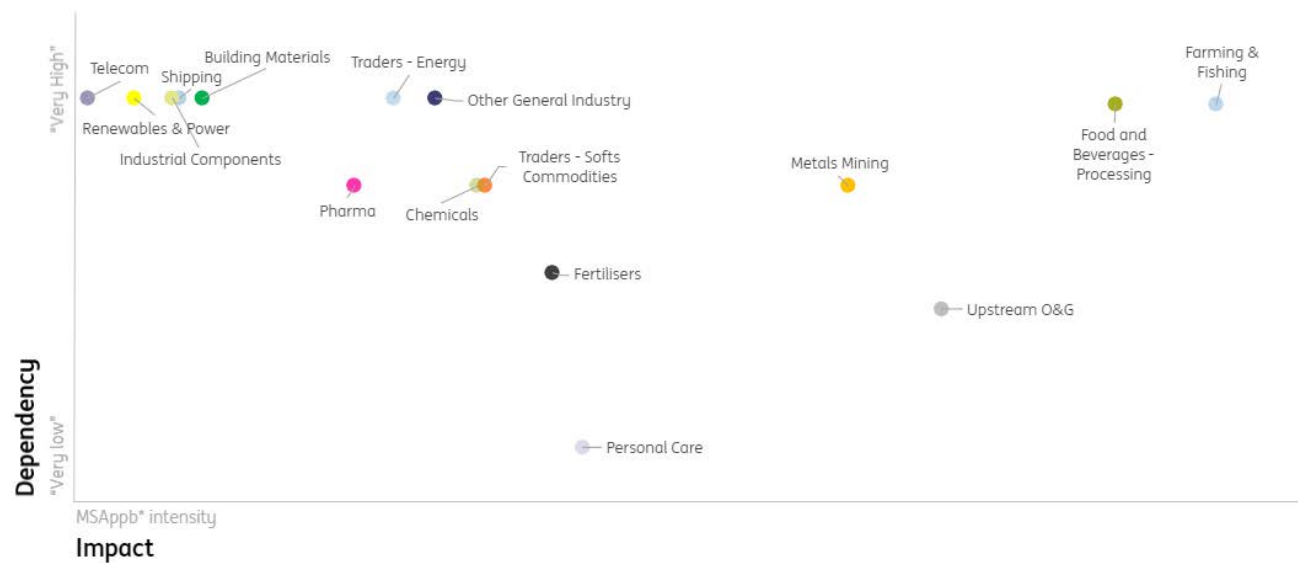 "Very High"
Telecom
Building Materials
Shipping
Traders - Energy
Farming &
Fishing
Other General Industry
Renewables & Power
Industrial Components
Food and
Beverages -
Processing
Traders - Softs
Commodities
Metals Mining
Pharma
Chemicals
Fertilisers
Upstream O&G
Dependency
"Very low"
Personal Care
MSAppb* intensity
Impact